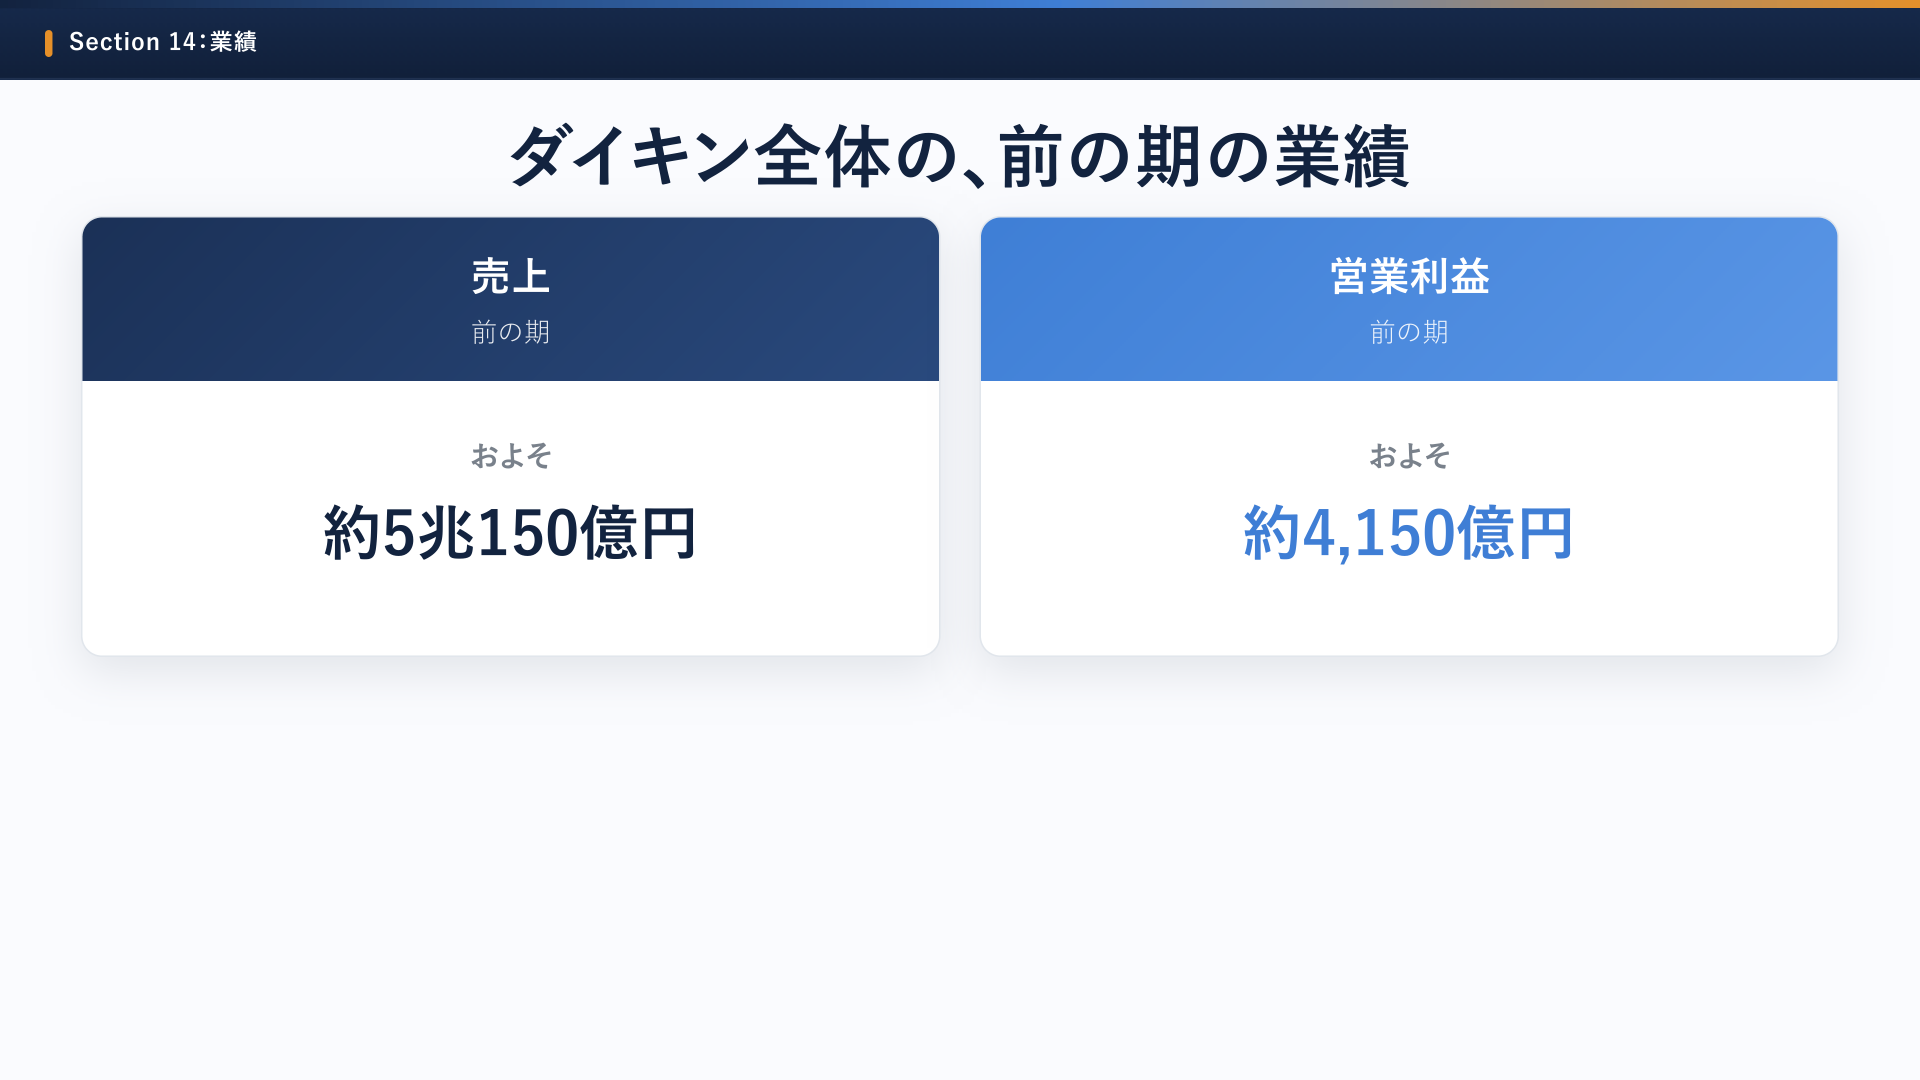 Section 14：業績
ダイキン全体の、前の期の業績
売上
前の期
およそ
約5兆150億円
営業利益
前の期
およそ
約4,150億円